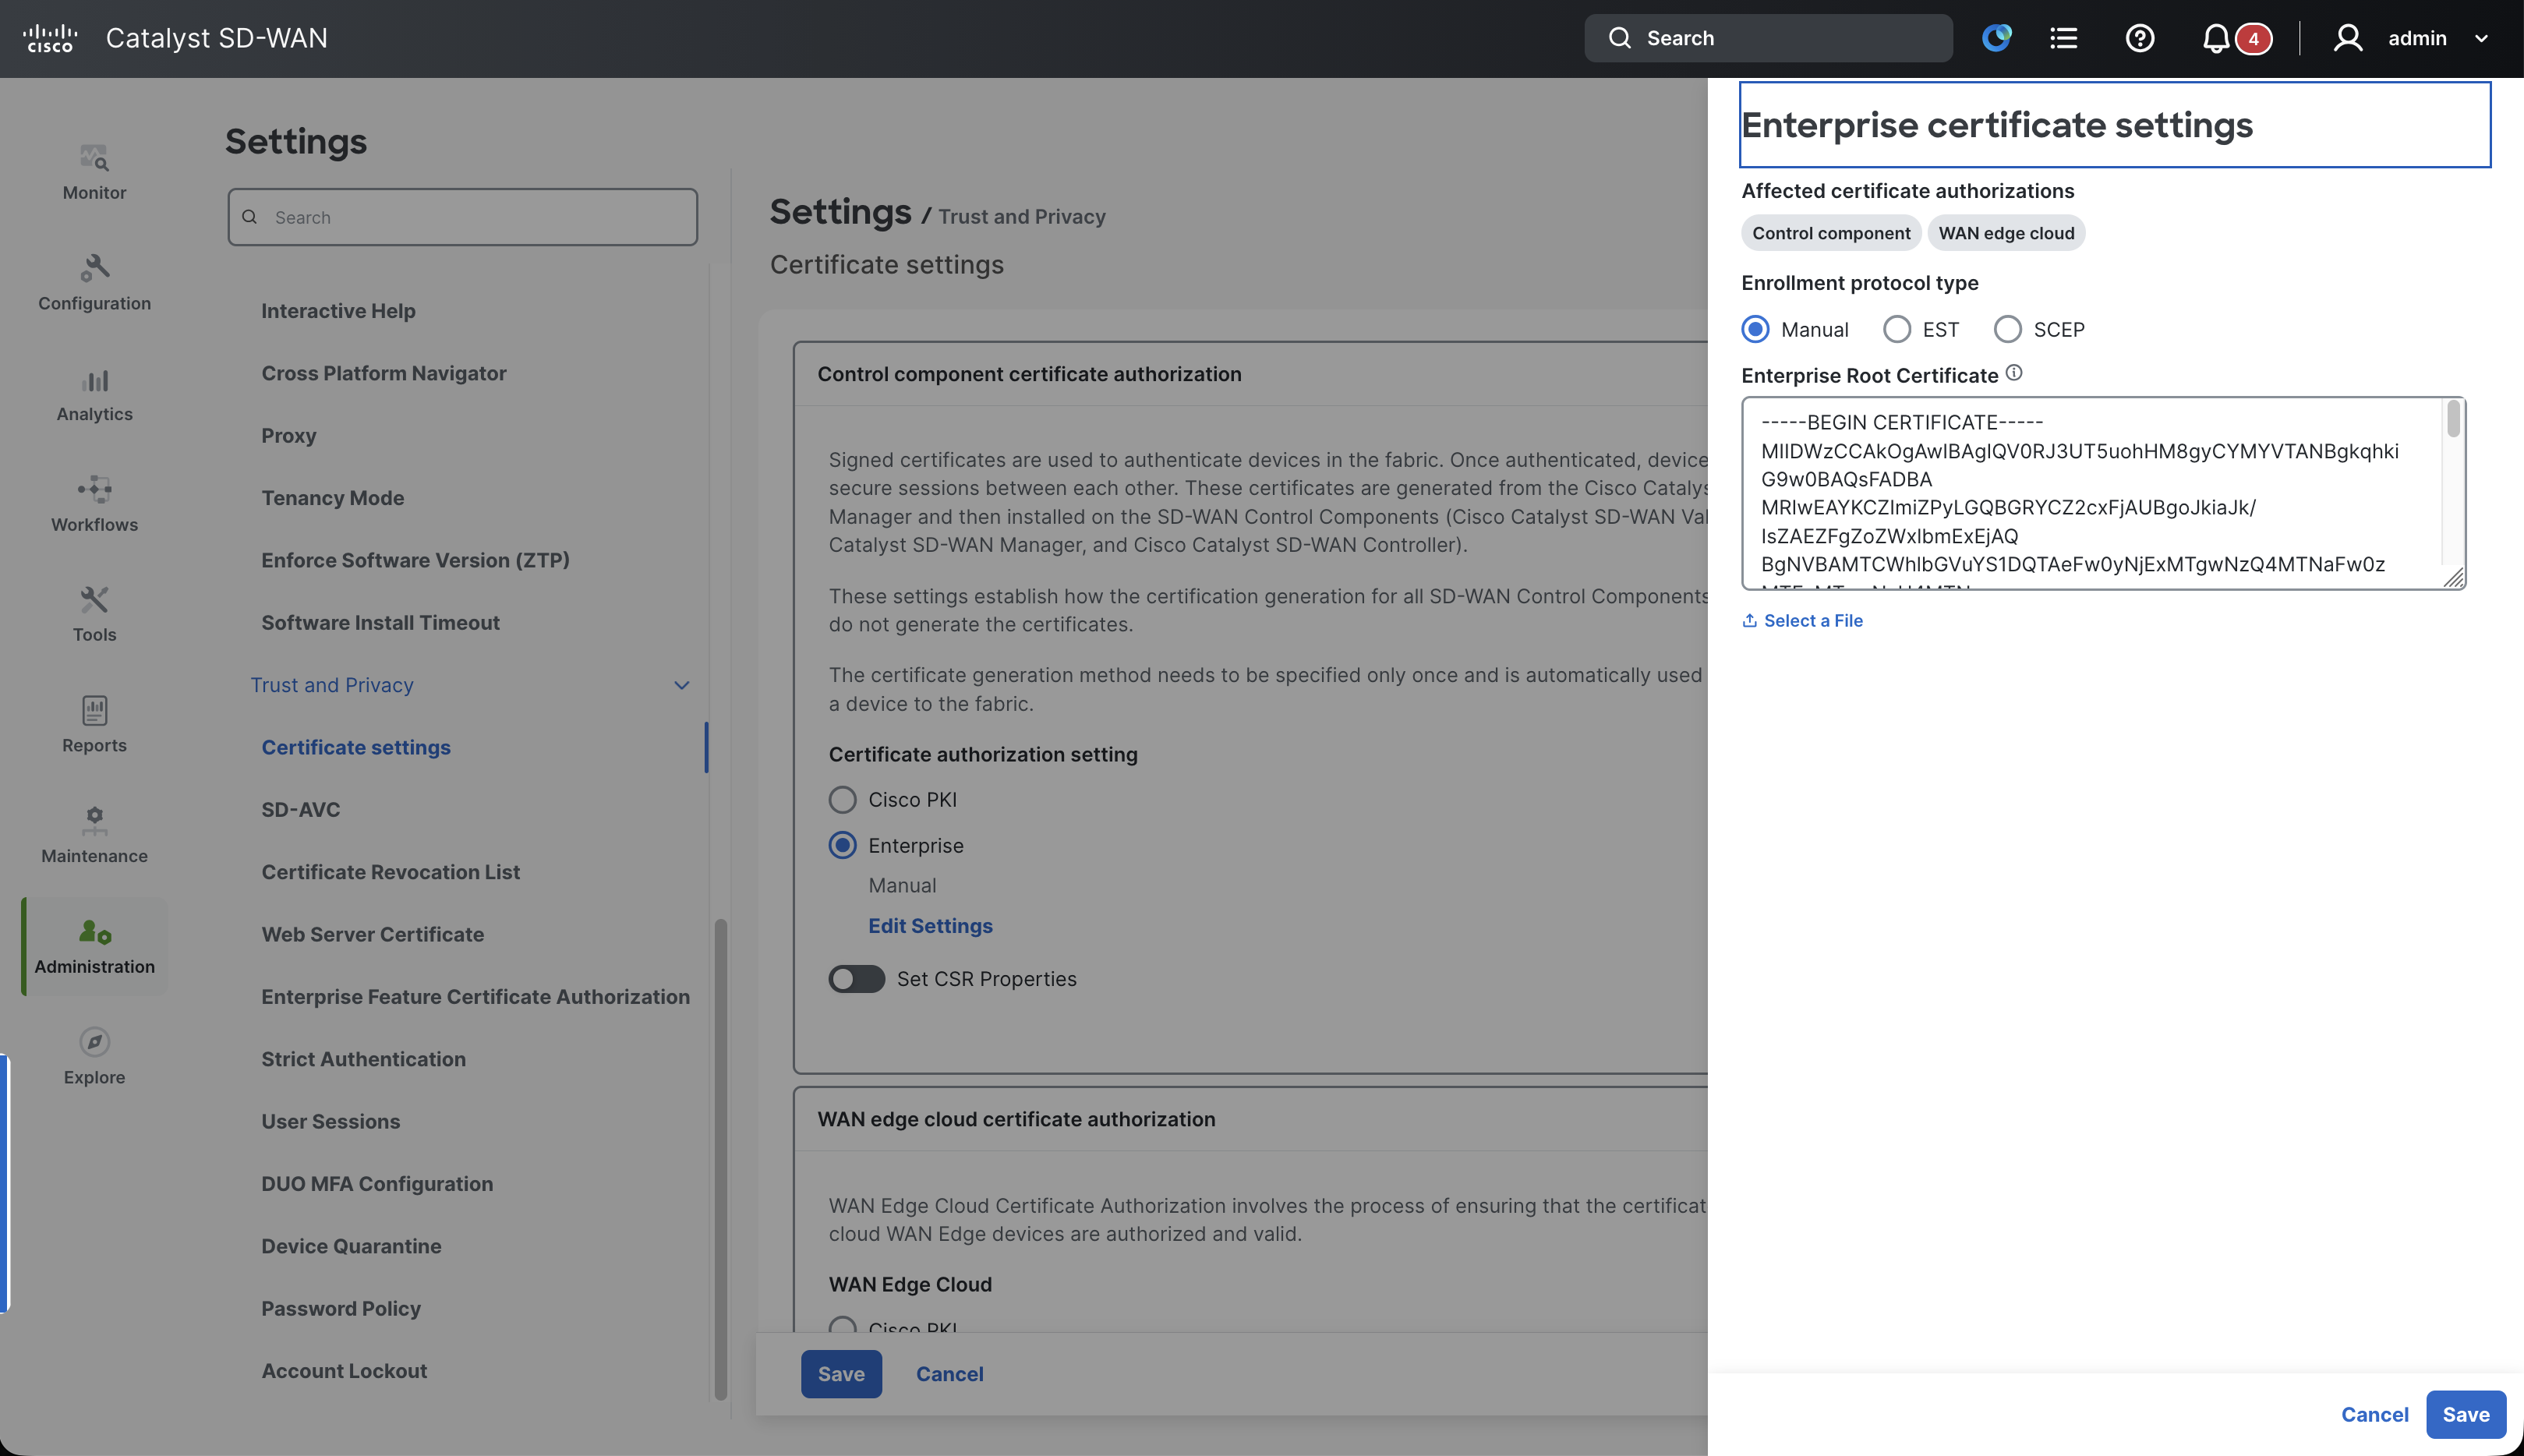 CISCO
Catalyst SD-WAN
Search
4
admin
Monitor
Configuration
Analytics
Workflows
Tools
Reports
Maintenance
Administration
Explore
Settings
Search
Interactive Help
Cross Platform Navigator
Proxy
Tenancy Mode
Enforce Software Version (ZTP)
Software Install Timeout
Trust and Privacy
Certificate settings
SD-AVC
Certificate Revocation List
Web Server Certificate
Enterprise Feature Certificate Authorization
Strict Authentication
User Sessions
DUO MFA Configuration
Device Quarantine
Password Policy
Account Lockout
Settings / Trust and Privacy
Certificate settings
Control component certificate authorization
Signed certificates are used to authenticate devices in the fabric. Once authenticated, device
secure sessions between each other. These certificates are generated from the Cisco Catalys
Manager and then installed on the SD-WAN Control Components (Cisco Catalyst SD-WAN Val
Catalyst SD-WAN Manager, and Cisco Catalyst SD-WAN Controller).
These settings establish how the certification generation for all SD-WAN Control Components
do not generate the certificates.
The certificate generation method needs to be specified only once and is automatically used
a device to the fabric.
Certificate authorization setting
Cisco PKI
Enterprise
Manual
Edit Settings
Set CSR Properties
WAN edge cloud certificate authorization
WAN Edge Cloud Certificate Authorization involves the process of ensuring that the certificat
cloud WAN Edge devices are authorized and valid.
WAN Edge Cloud
Cisco PKI
Save
Cancel
Enterprise certificate settings
Affected certificate authorizations
Control component
WAN edge cloud
Enrollment protocol type
Manual
EST
SCEP
Enterprise Root Certificate
-----BEGIN CERTIFICATE-----
MIIDWzCCAkOgAwIBAgIQV0RJ3UT5uohHM8gyCYMYVTANBgkqhki
G9w0BAQsFADBA
MRIwEAYKCZImiZPyLGQBGRYCZ2cxFjAUBgoJkiaJk/
IsZAEZFgZoZWxlbmExEjAQ
BgNVBAMTCWhlbGVuYS1DQTAeFw0yNjExMTgwNzQ4MTNaFw0z
Select a File
Cancel
Save